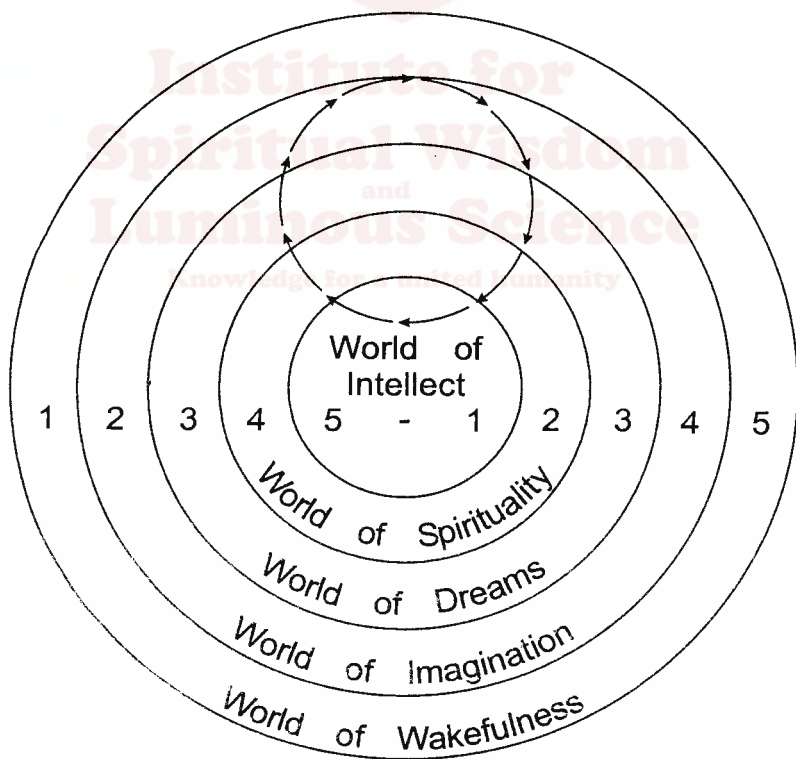 Institute for
Spiritual Wisdom
and
Luminous Science
Knowledge for a united humanity
World of
Intellect
1 2 3 4 5 - 1 2 3 4 5
World of Spirituality
World of Dreams
World of Imagination
World of Wakefulness